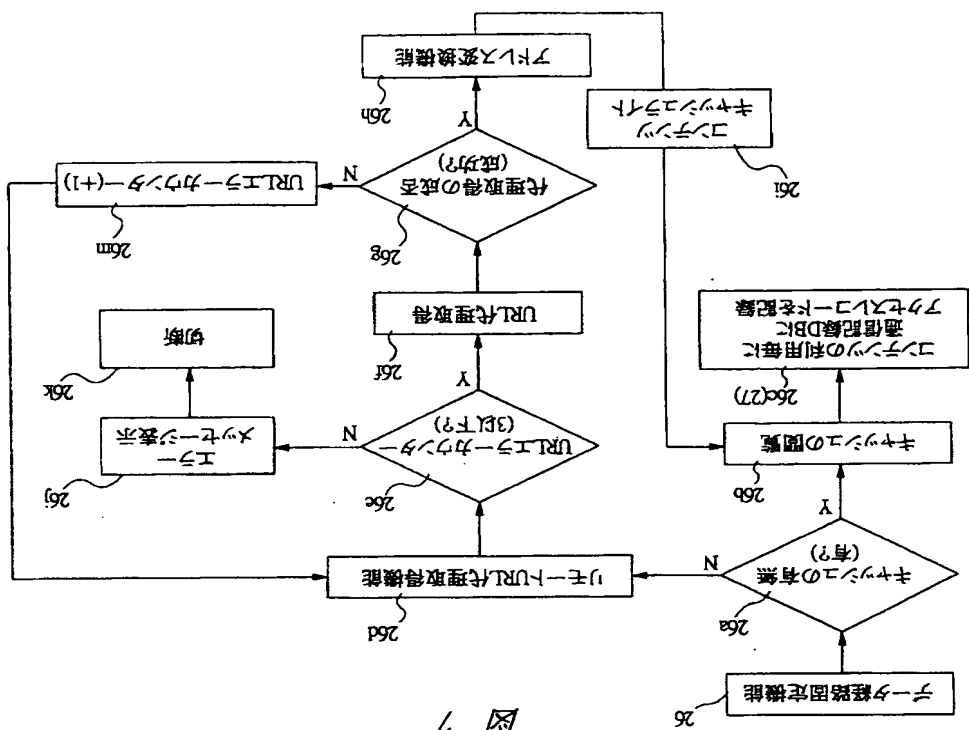 図 7
26
データ経路固定機能
26a
キャッシュの有無
(有?)
N
Y
26b
キャッシュの閲覧
26c(27)
コンテンツの利用毎に
通信記録DBに
アクセスレコードを記録
26d
リモートURL代理取得機能
26e
URLエラーカウンター
(3以下?)
N
Y
26j
エラー
メッセージ表示
26k
切断
26f
URL代理取得
26g
代理取得の成否
(成功?)
N
Y
26m
URLエラーカウンター(+1)
26h
アドレス変換機能
26i
コンテンツ
キャッシュライト